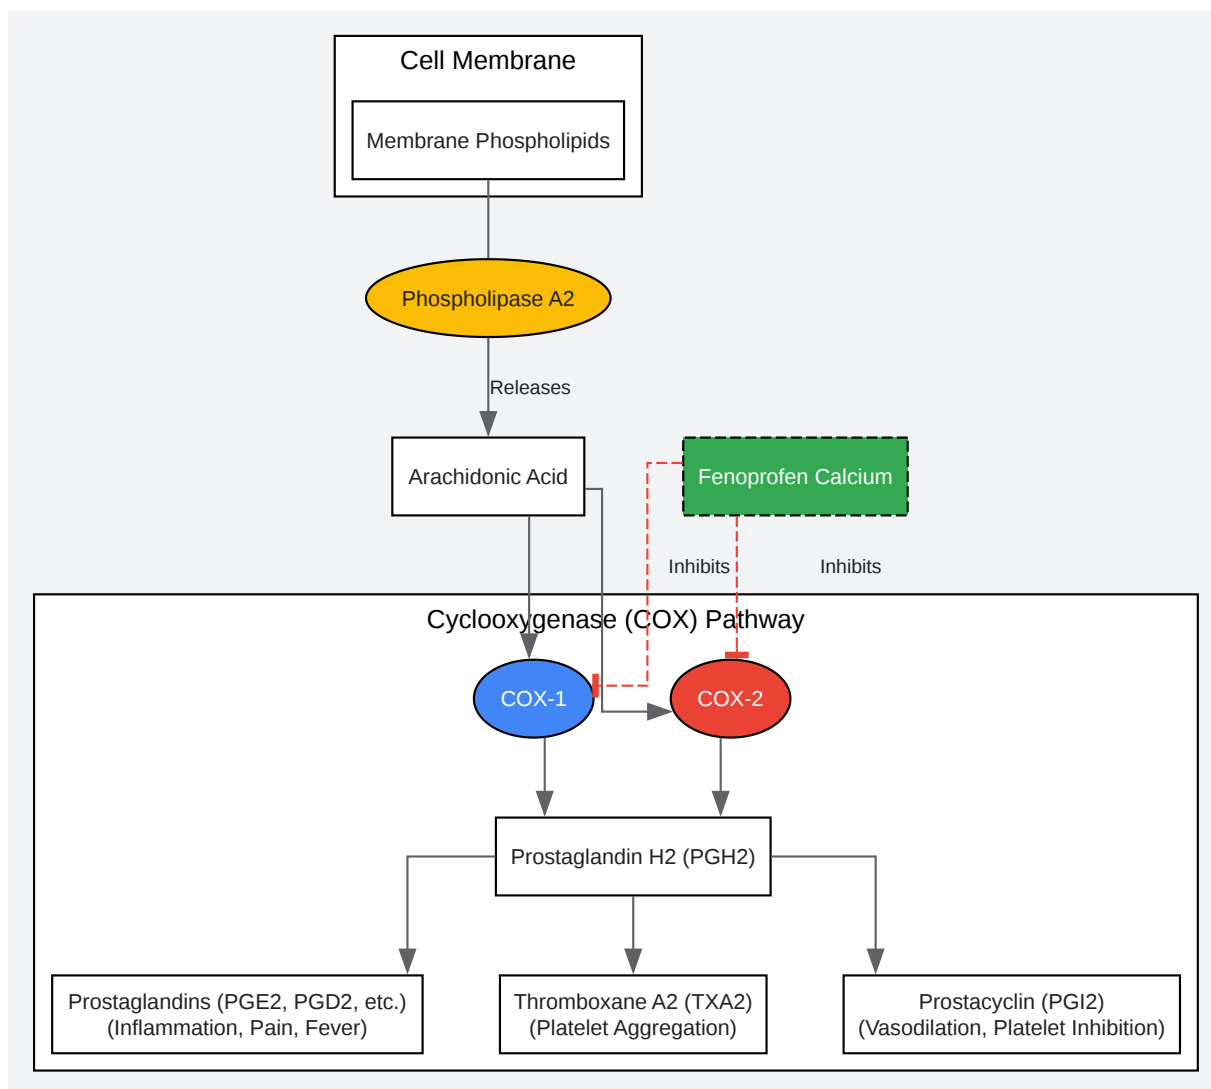 Cell Membrane
Membrane Phospholipids
Phospholipase A2
Releases
Arachidonic Acid
Fenoprofen Calcium
Inhibits
Inhibits
Cyclooxygenase (COX) Pathway
COX-1
COX-2
Prostaglandin H2 (PGH2)
Prostaglandins (PGE2, PGD2, etc.)
(Inflammation, Pain, Fever)
Thromboxane A2 (TXA2)
(Platelet Aggregation)
Prostacyclin (PGI2)
(Vasodilation, Platelet Inhibition)